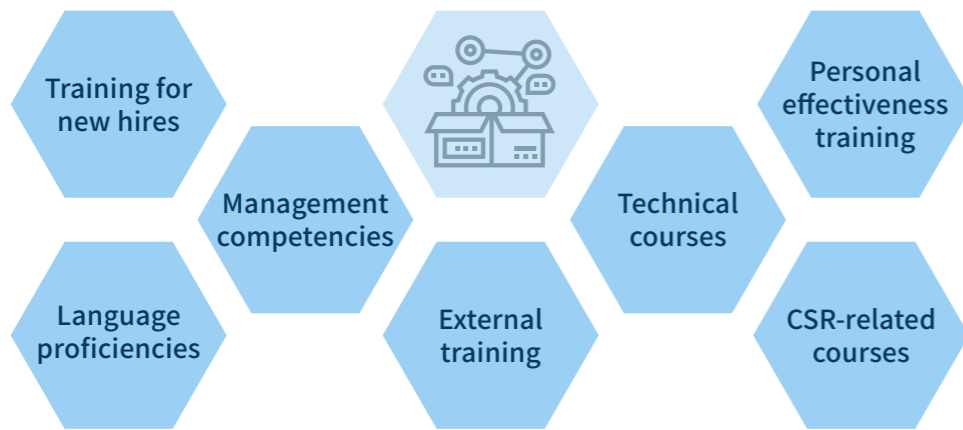 Training for
new hires
Personal
effectiveness
training
Management
competencies
Technical
courses
Language
proficiencies
External
training
CSR-related
courses